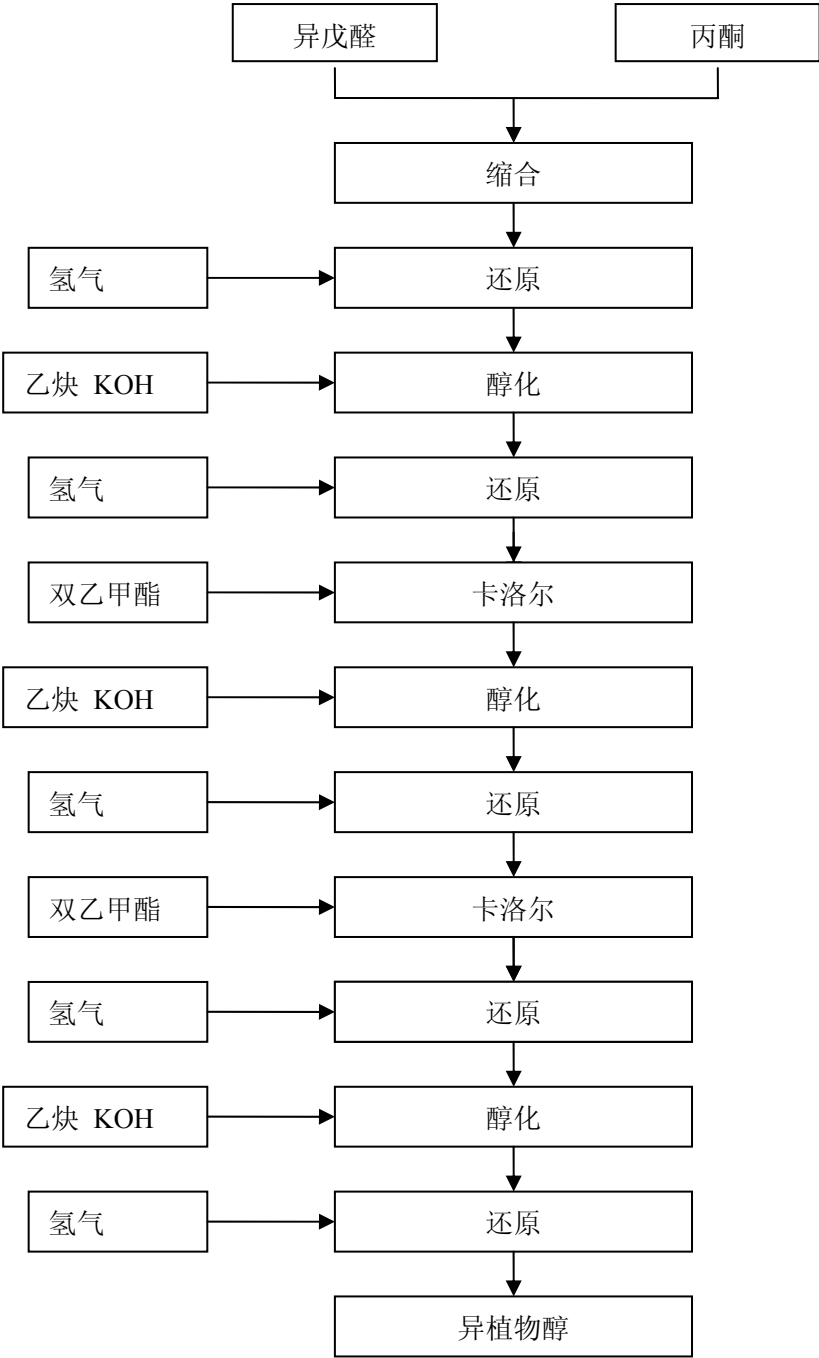 异戊醛
丙酮
缩合
氢气
还原
乙炔 KOH
醇化
氢气
还原
双乙甲酯
卡洛尔
乙炔 KOH
醇化
氢气
还原
双乙甲酯
卡洛尔
氢气
还原
乙炔 KOH
醇化
氢气
还原
异植物醇